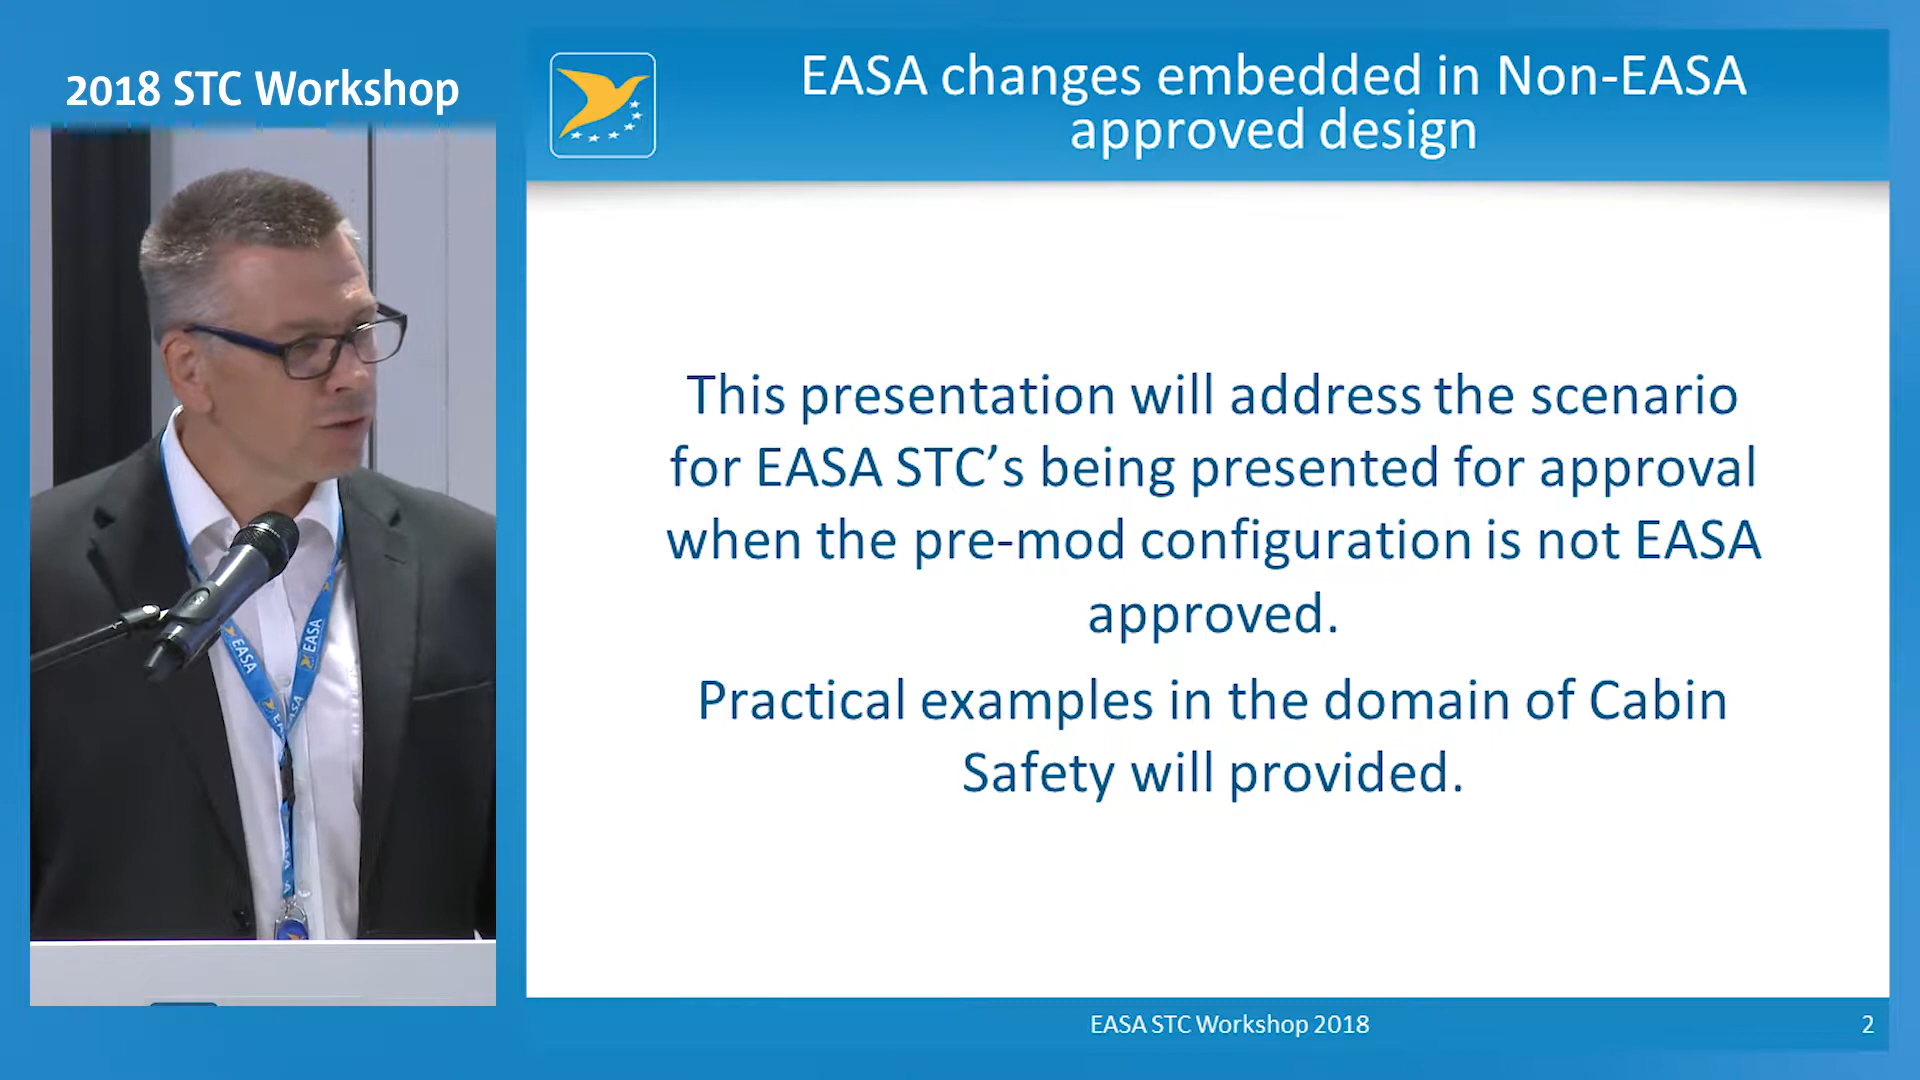 2018 STC Workshop
EASA changes embedded in Non-EASA
approved design
This presentation will address the scenario
for EASA STC’s being presented for approval
when the pre-mod configuration is not EASA
approved.
Practical examples in the domain of Cabin
Safety will provided.
EASA STC Workshop 2018
2
EASA
EASA
EASA